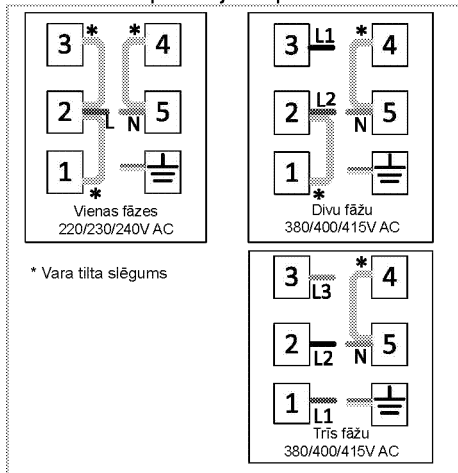 3 * * 4
2 L N 5
1 *
Vienas fāzes
220/230/240V AC
3 L1 * 4
2 L2 N 5
1 *
Divu fāžu
380/400/415V AC
* Vara tilta slēgums
3 L3 * 4
2 L2 N 5
1 L1
Trīs fāžu
380/400/415V AC